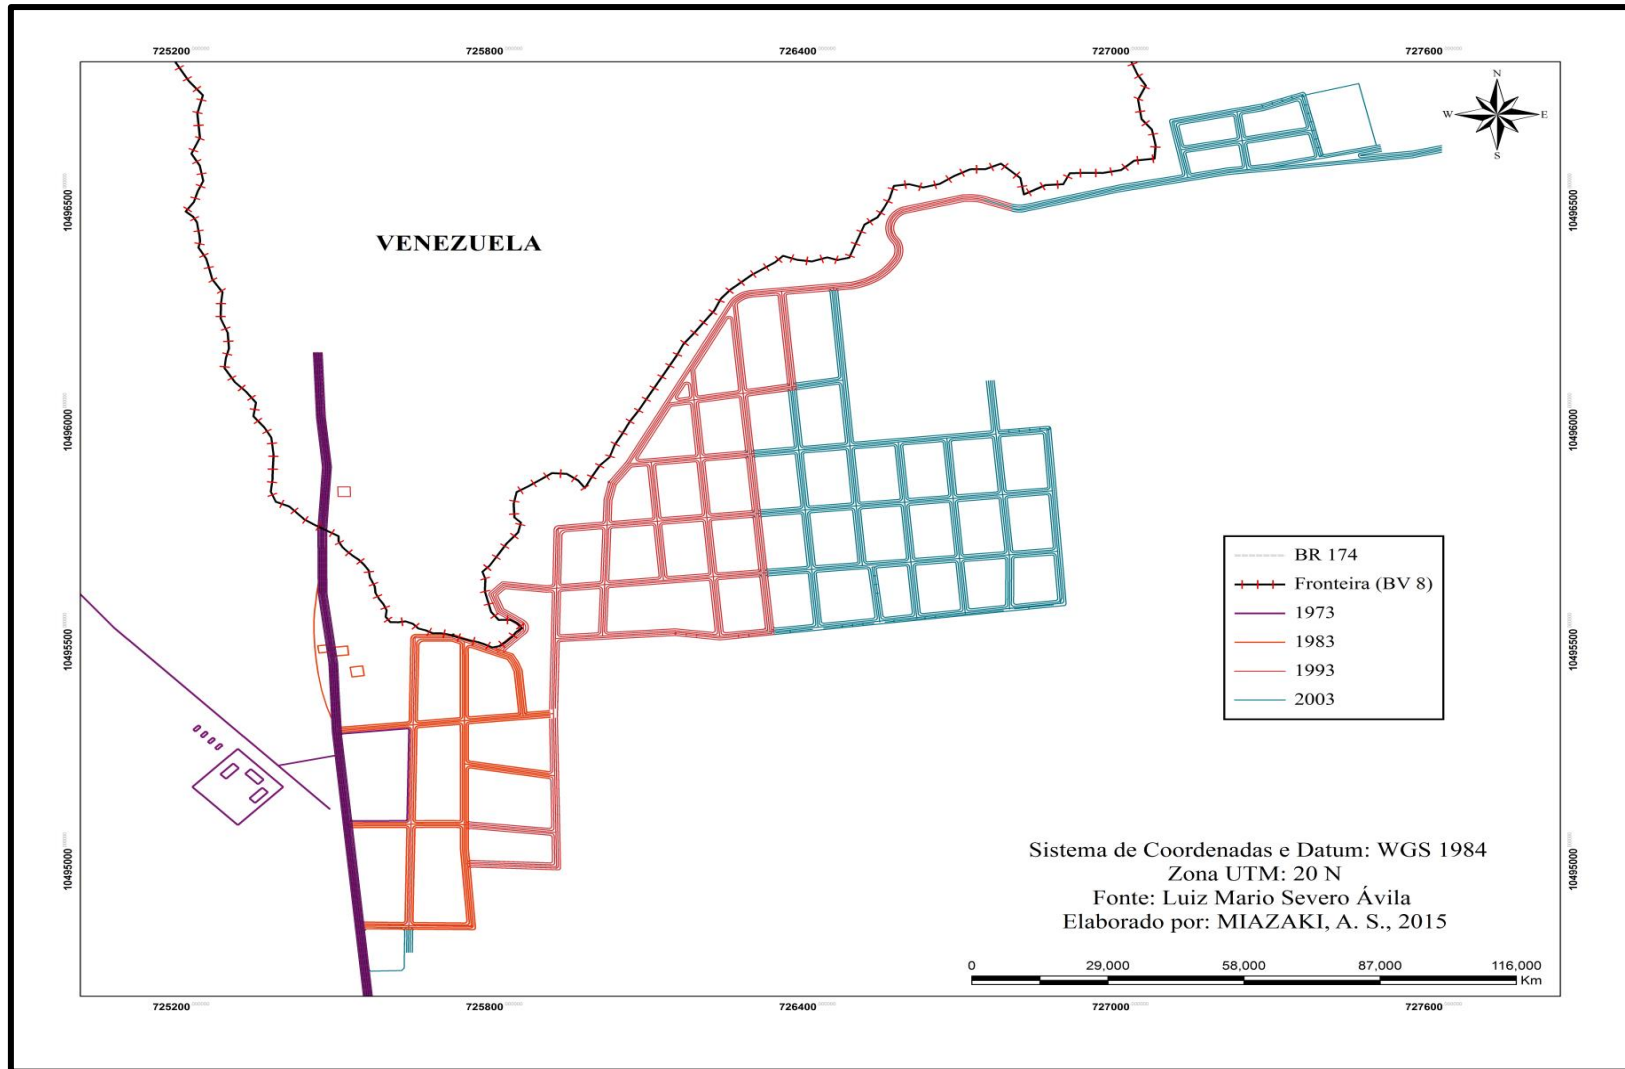 725200 725800 726400 727000 727600
N
W E
S
10496500 10496500
VENEZUELA
10496000 10496000
BR 174
Fronteira (BV 8)
1973
1983
1993
2003
10495500 10495500
10495000 10495000
Sistema de Coordenadas e Datum: WGS 1984
Zona UTM: 20 N
Fonte: Luiz Mario Severo Ávila
Elaborado por: MIAZAKI, A. S., 2015
0 29,000 58,000 87,000 116,000
Km
725200 725800 726400 727000 727600